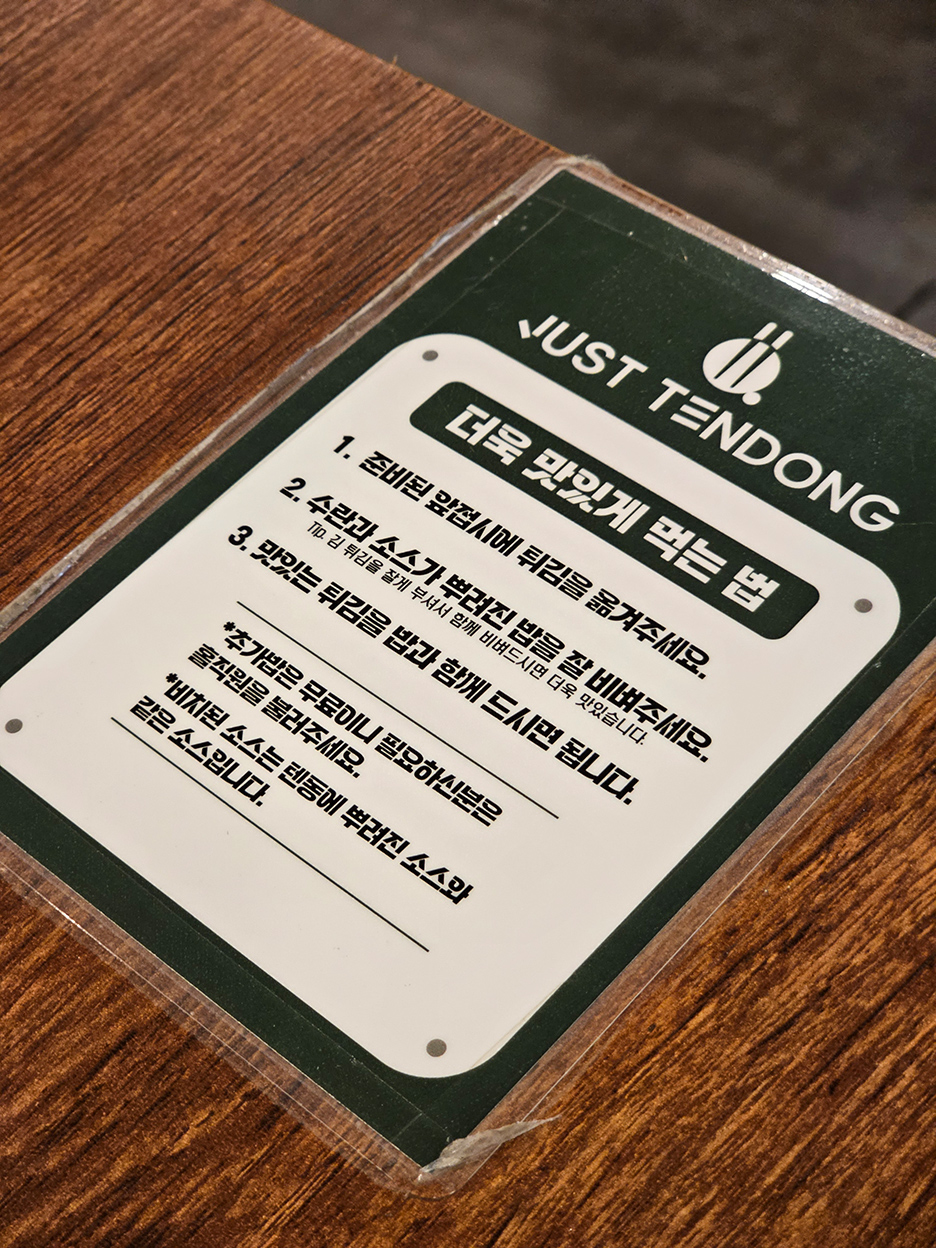 JUST TENDONG
더욱 맛있게 먹는 법
1. 준비된 앞접시에 튀김을 옮겨주세요.
2. 수란과 소스가 뿌려진 밥을 잘 비벼주세요.
TIP. 김 튀김을 잘게 부셔서 함께 비벼드시면 더욱 맛있습니다.
3. 맛있는 튀김을 밥과 함께 드시면 됩니다.
*추가밥은 무료이니 필요하신분은
홀직원을 불러주세요.
*비치된 소스는 텐동에 뿌려진 소스와
같은 소스입니다.